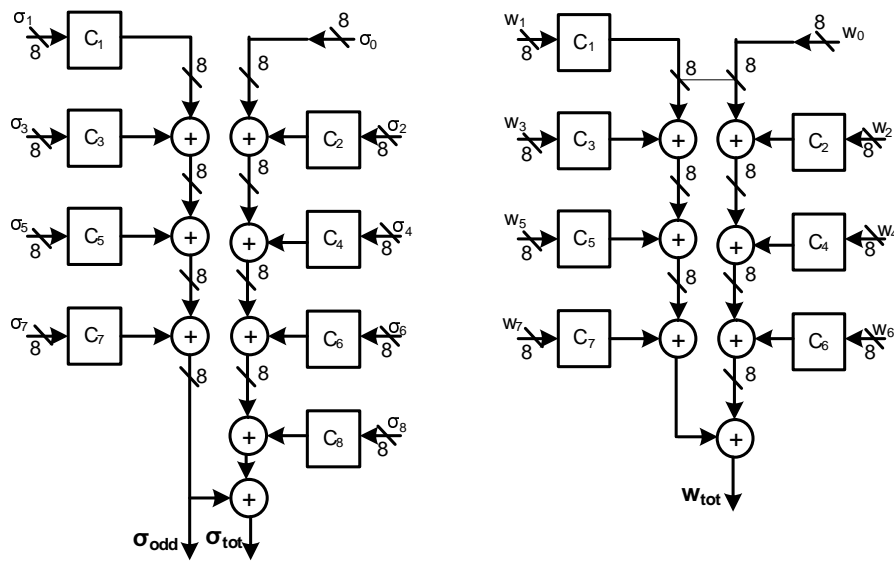 σ1 8 C1 8 8 8 σ0
σ3 8 C3 + + C2 σ2 8
8 8
σ5 8 C5 + + C4 σ4 8
8 8
σ7 8 C7 + + C6 σ6 8
8 8
+ C8 σ8 8
+
σodd σtot
w1 8 C1 8 8 8 w0
w3 8 C3 + + C2 w2 8
8 8
w5 8 C5 + + C4 w4 8
8 8
w7 8 C7 + + C6 w6 8
8
+
wtot